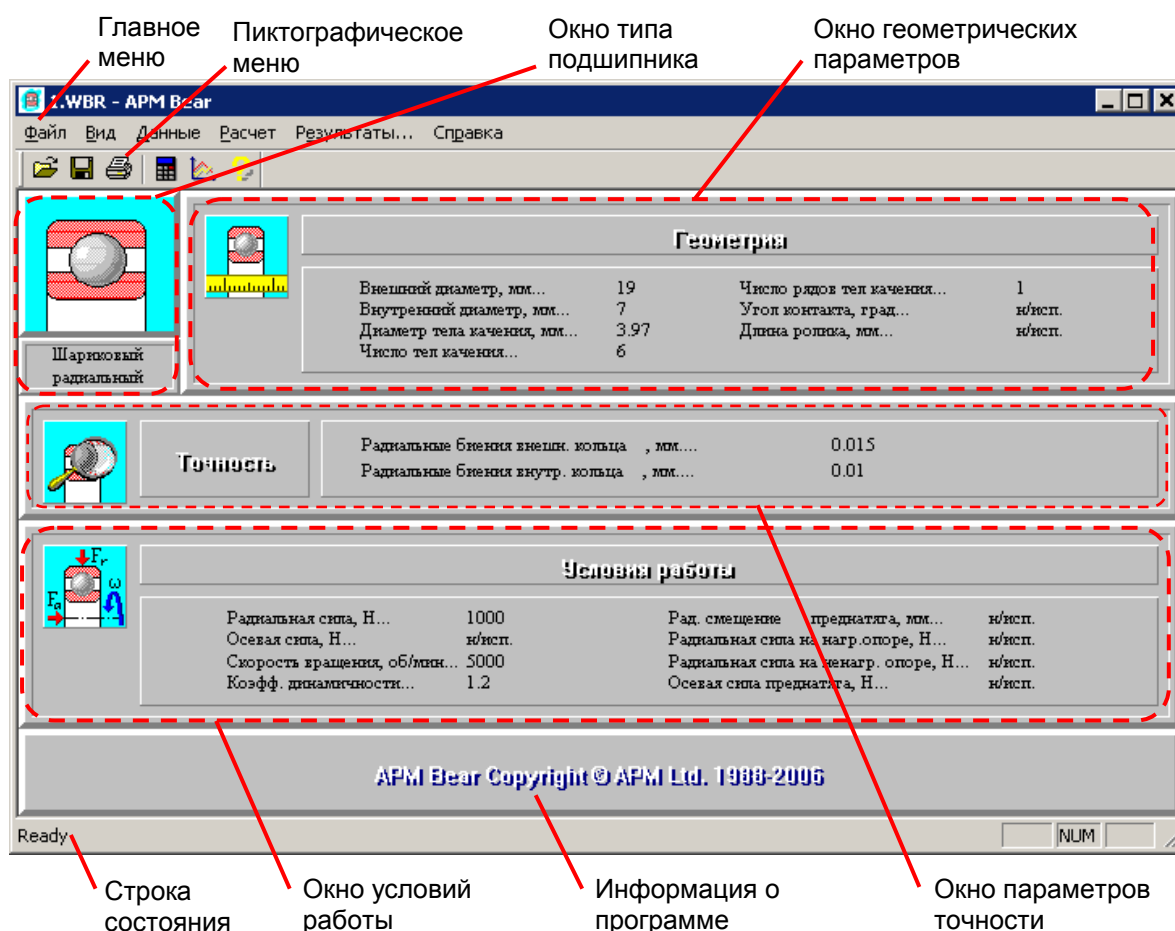 Главное
меню
Пиктографическое
меню
Окно типа
подшипника
Окно геометрических
параметров
1.WBR - APM Bear
Файл Вид Данные Расчет Результаты... Справка
Геометрия
Внешний диаметр, мм... 19 Число рядов тел качения... 1
Внутренний диаметр, мм... 7 Угол контакта, град... н/исп.
Диаметр тела качения, мм... 3.97 Длина ролика, мм... н/исп.
Число тел качения... 6
Шариковый
радиальный
Точность
Радиальные биения внешн. кольца , мм.... 0.015
Радиальные биения внутр. кольца , мм.... 0.01
Условия работы
F_r
ω
F_a
Радиальная сила, Н... 1000 Рад. смещение преднатяга, мм... н/исп.
Осевая сила, Н... н/исп. Радиальная сила на нагр.опоре, Н... н/исп.
Скорость вращения, об/мин... 5000 Радиальная сила на ненагр. опоре, Н... н/исп.
Коэфф. динамичности... 1.2 Осевая сила преднатяга, Н... н/исп.
APM Bear Copyright © APM Ltd. 1988-2006
Ready NUM
Строка
состояния
Окно условий
работы
Информация о
программе
Окно параметров
точности